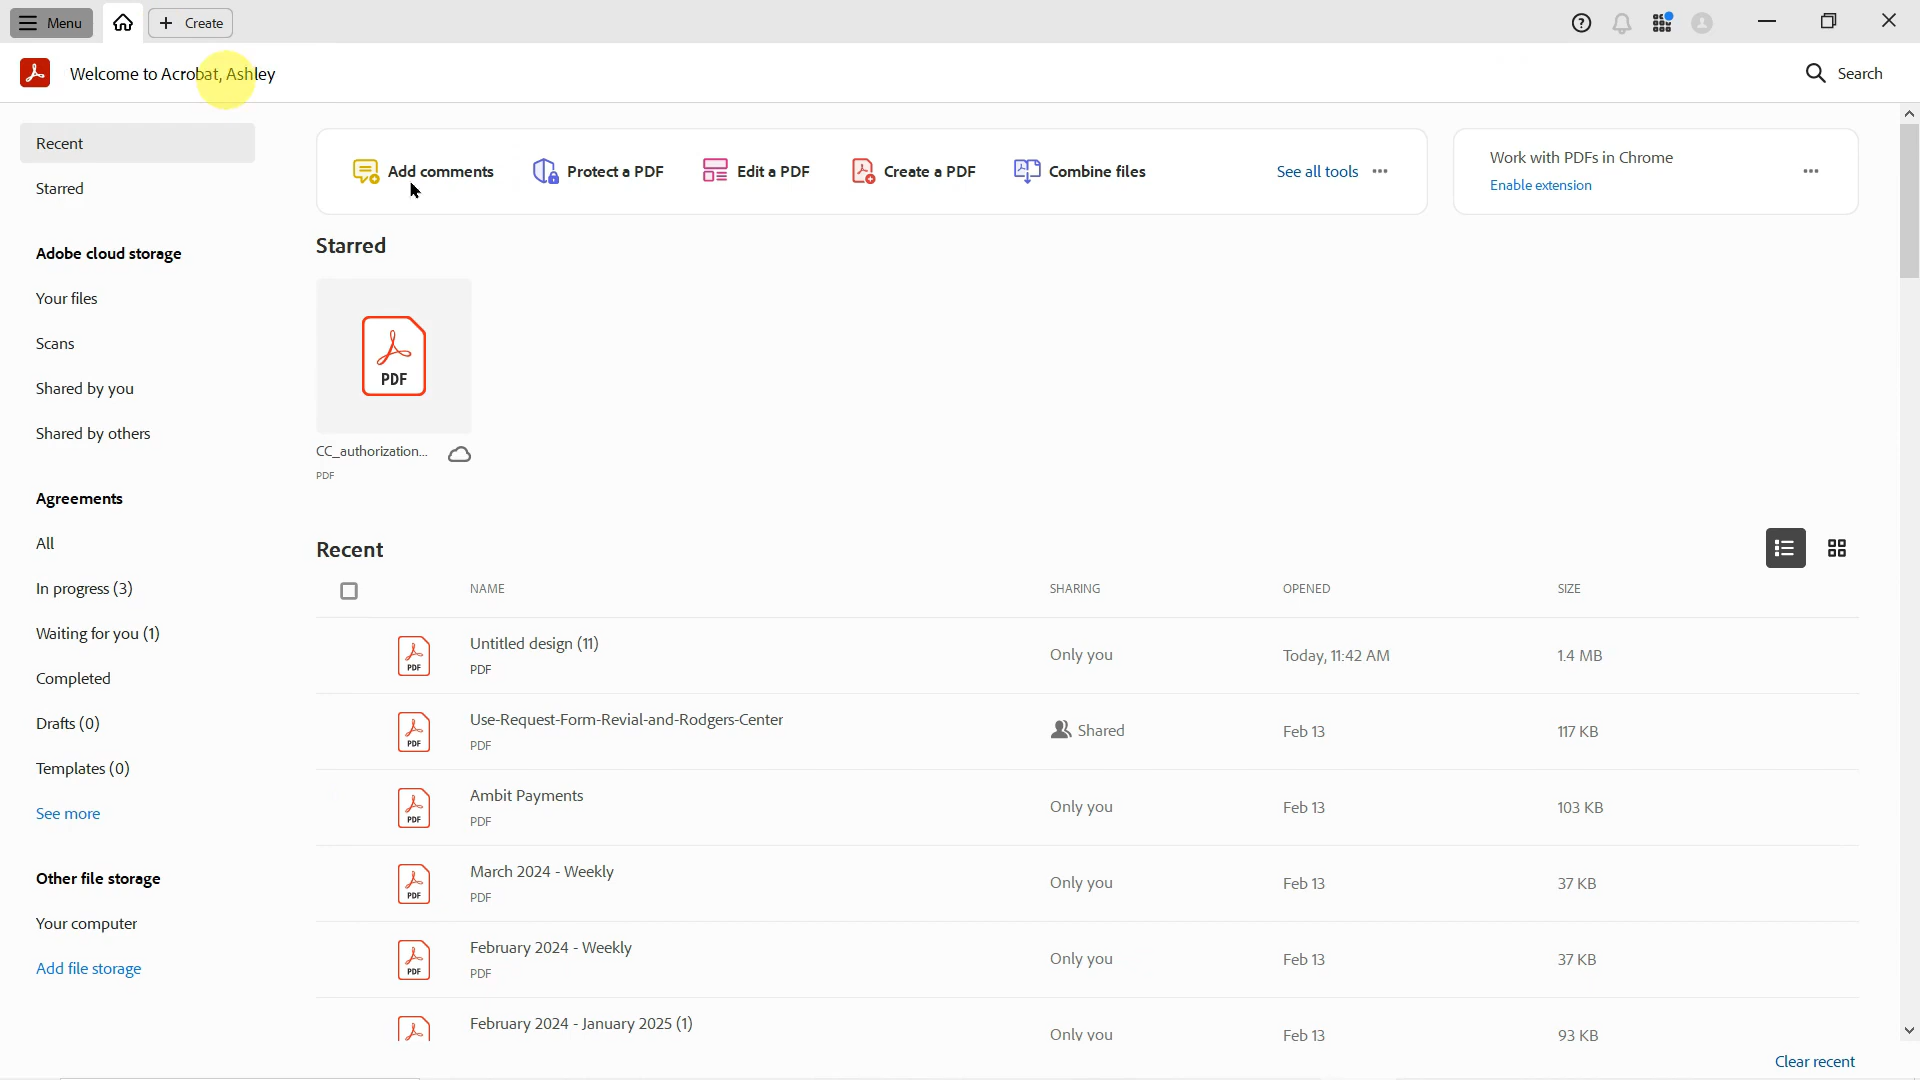 Menu
Create
Welcome to Acrobat, Ashley
Search
Recent
Starred
Adobe cloud storage
Your files
Scans
Shared by you
Shared by others
Agreements
All
In progress (3)
Waiting for you (1)
Completed
Drafts (0)
Templates (0)
See more
Other file storage
Your computer
Add file storage
Add comments
Protect a PDF
Edit a PDF
Create a PDF
Combine files
See all tools
Work with PDFs in Chrome
Enable extension
Starred
PDF
CC_authorization...
PDF
Recent
NAME SHARING OPENED SIZE
PDF
Untitled design (11) Only you Today, 11:42 AM 1.4 MB
PDF
PDF
Use-Request-Form-Revial-and-Rodgers-Center Shared Feb 13 117 KB
PDF
PDF
Ambit Payments Only you Feb 13 103 KB
PDF
PDF
March 2024 - Weekly Only you Feb 13 37 KB
PDF
PDF
February 2024 - Weekly Only you Feb 13 37 KB
PDF
February 2024 - January 2025 (1) Only you Feb 13 93 KB
Clear recent